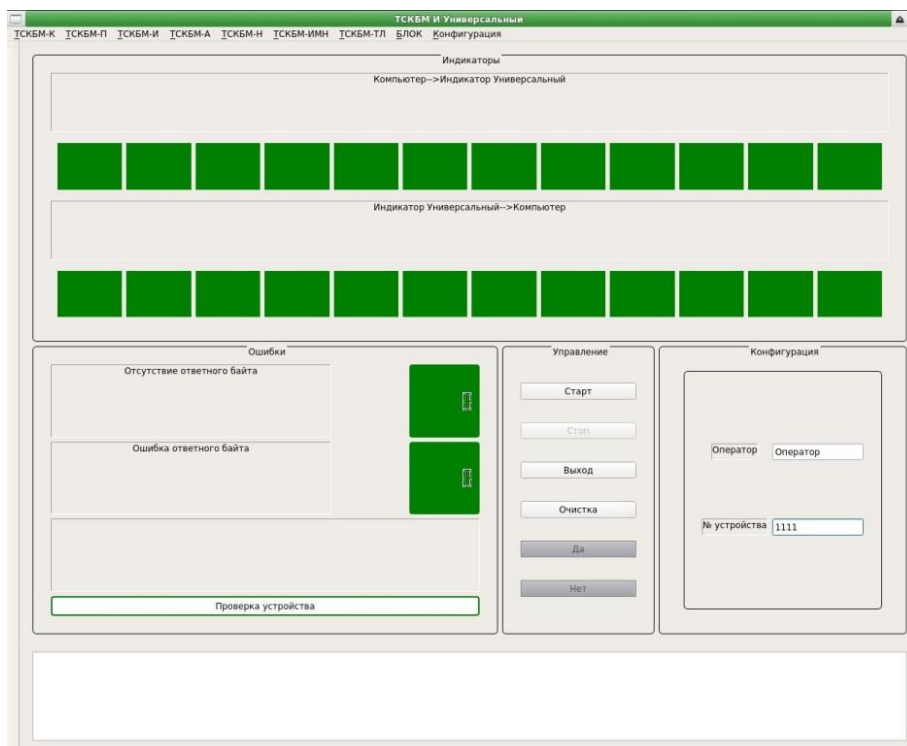 ТСКБМ И Универсальный
ТСКБМ-К ТСКБМ-П ТСКБМ-И ТСКБМ-А ТСКБМ-Н ТСКБМ-ИМН ТСКБМ-ТЛ БЛОК Конфигурация
Индикаторы
Компьютер-->Индикатор Универсальный
Индикатор Универсальный-->Компьютер
Ошибки
Отсутствие ответного байта
0
Ошибка ответного байта
0
Проверка устройства
Управление
Старт
Стоп
Выход
Очистка
Да
Нет
Конфигурация
Оператор Оператор
№ устройства 1111